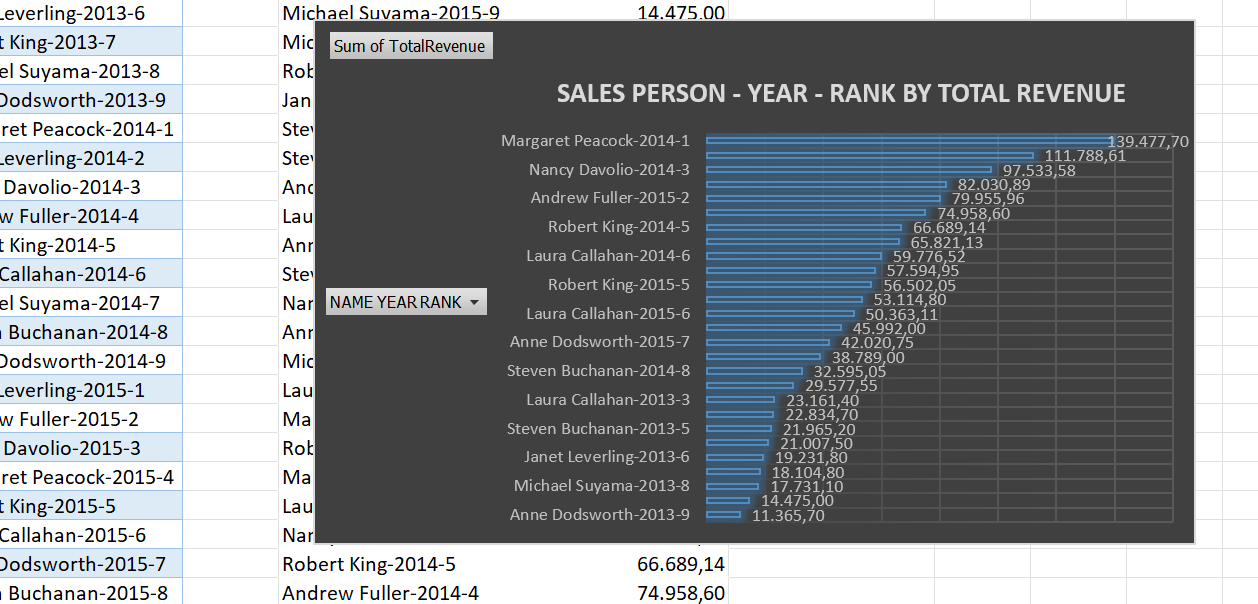 Leverling-2013-6
t King-2013-7
el Suyama-2013-8
Dodsworth-2013-9
ret Peacock-2014-1
Leverling-2014-2
Davolio-2014-3
w Fuller-2014-4
t King-2014-5
Callahan-2014-6
el Suyama-2014-7
Buchanan-2014-8
Dodsworth-2014-9
Leverling-2015-1
w Fuller-2015-2
Davolio-2015-3
ret Peacock-2015-4
t King-2015-5
Callahan-2015-6
Dodsworth-2015-7
Buchanan-2015-8
Michael Suyama-2015-9 14.475,00
Mic
Rob
Jan
Stev
Stev
And
Lau
Ann
Stev
Nan
Ann
Mic
Lau
Ma
Rob
Ma
Lau
Nan
Robert King-2014-5 66.689,14
Andrew Fuller-2014-4 74.958,60
Sum of TotalRevenue
SALES PERSON - YEAR - RANK BY TOTAL REVENUE
NAME YEAR RANK
Margaret Peacock-2014-1 139.477,70
111.788,61
Nancy Davolio-2014-3 97.533,58
82.030,89
Andrew Fuller-2015-2 79.955,96
74.958,60
Robert King-2014-5 66.689,14
65.821,13
Laura Callahan-2014-6 59.776,52
57.594,95
Robert King-2015-5 56.502,05
53.114,80
Laura Callahan-2015-6 50.363,11
45.992,00
Anne Dodsworth-2015-7 42.020,75
38.789,00
Steven Buchanan-2014-8 32.595,05
29.577,55
Laura Callahan-2013-3 23.161,40
22.834,70
Steven Buchanan-2013-5 21.965,20
21.007,50
Janet Leverling-2013-6 19.231,80
18.104,80
Michael Suyama-2013-8 17.731,10
14.475,00
Anne Dodsworth-2013-9 11.365,70